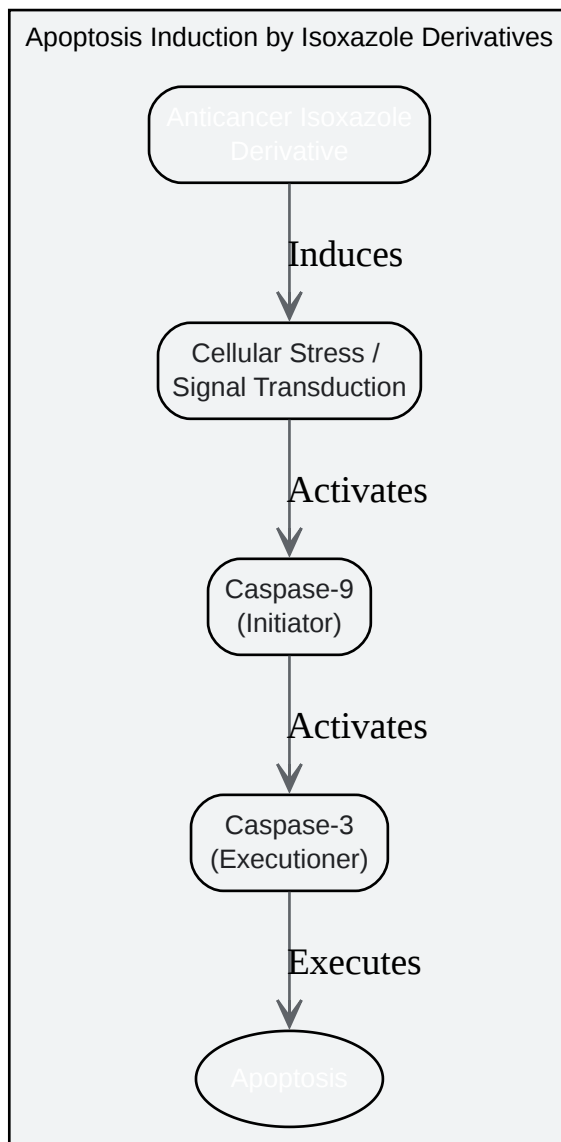 Apoptosis Induction by Isoxazole Derivatives
Anticancer Isoxazole
Derivative
Induces
Cellular Stress /
Signal Transduction
Activates
Caspase-9
(Initiator)
Activates
Caspase-3
(Executioner)
Executes
Apoptosis